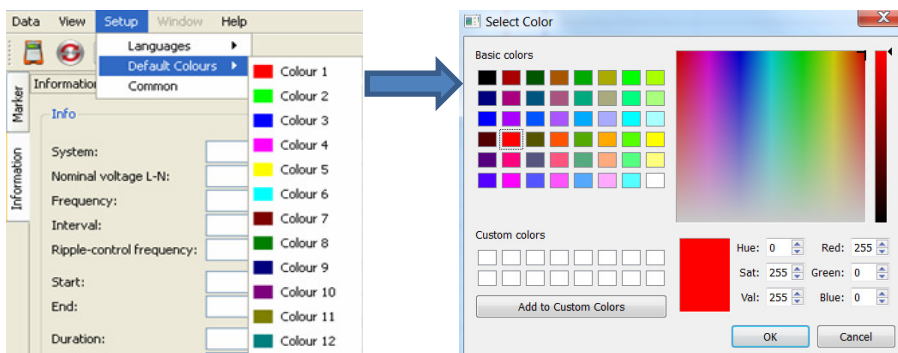 Data View Setup Window Help
Languages
Default Colours
Common
Colour 1
Colour 2
Colour 3
Colour 4
Colour 5
Colour 6
Colour 7
Colour 8
Colour 9
Colour 10
Colour 11
Colour 12
Marker
Information
Informatio
Info
System:
Nominal voltage L-N:
Frequency:
Interval:
Ripple-control frequency:
Start:
End:
Duration:
Select Color
Basic colors
Custom colors
Add to Custom Colors
Hue: 0 Red: 255
Sat: 255 Green: 0
Val: 255 Blue: 0
OK Cancel